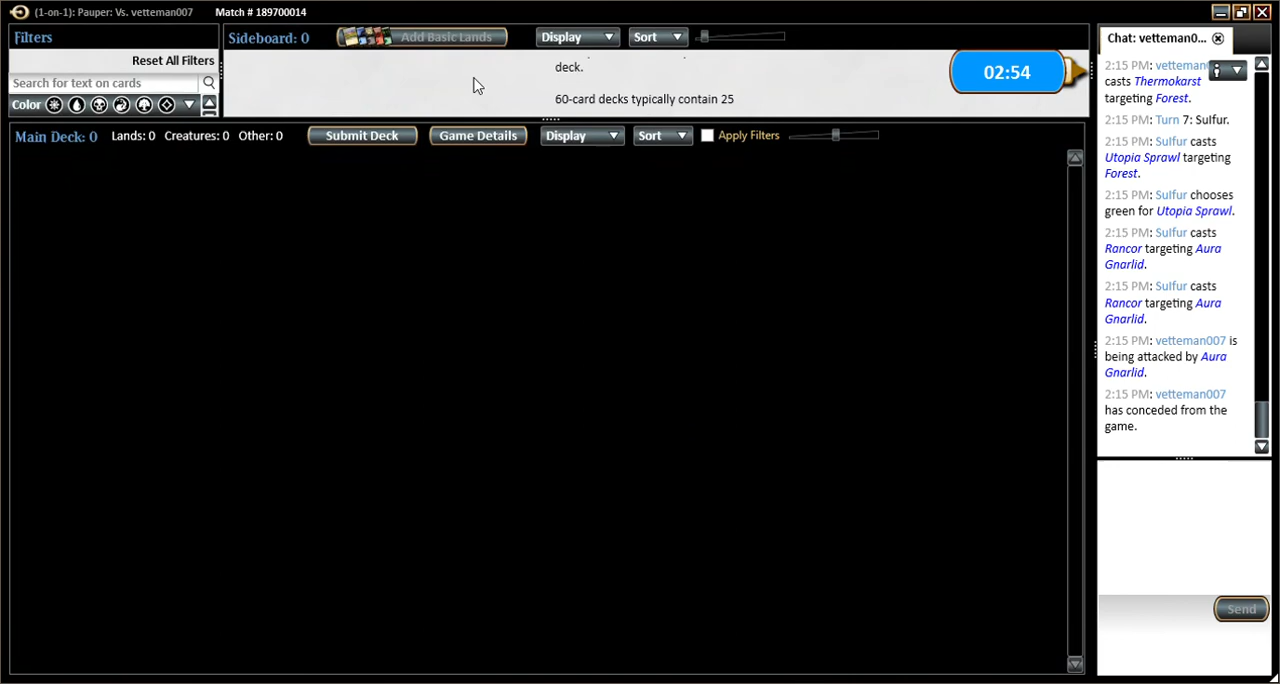 (1-on-1): Pauper: Vs. vetteman007 Match # 189700014
Filters
Reset All Filters
Search for text on cards
Color
Sideboard: 0 Add Basic Lands Display Sort
deck.
60-card decks typically contain 25
02:54
Main Deck: 0 Lands: 0 Creatures: 0 Other: 0 Submit Deck Game Details Display Sort Apply Filters
Chat: vetteman0...
2:15 PM: vetteman
casts Thermokarst
targeting Forest.
2:15 PM: Turn 7: Sulfur.
2:15 PM: Sulfur casts
Utopia Sprawl targeting
Forest.
2:15 PM: Sulfur chooses
green for Utopia Sprawl.
2:15 PM: Sulfur casts
Rancor targeting Aura
Gnarlid.
2:15 PM: Sulfur casts
Rancor targeting Aura
Gnarlid.
2:15 PM: vetteman007 is
being attacked by Aura
Gnarlid.
2:15 PM: vetteman007
has conceded from the
game.
Send